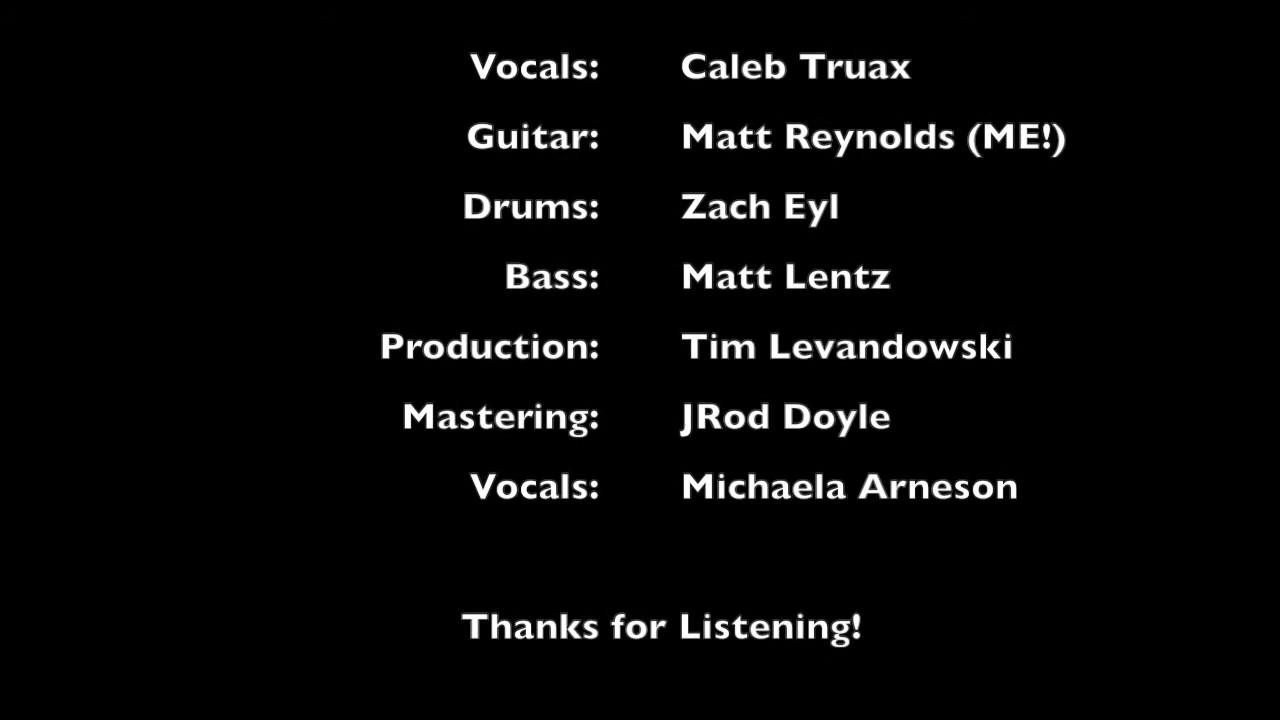 Vocals: Caleb Truax
Guitar: Matt Reynolds (ME!)
Drums: Zach Eyl
Bass: Matt Lentz
Production: Tim Levandowski
Mastering: JRod Doyle
Vocals: Michaela Arneson
Thanks for Listening!